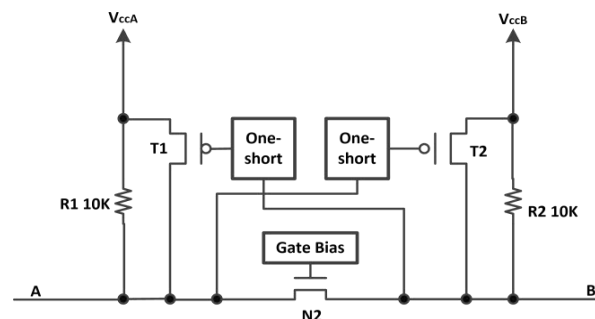 VccA
VccB
T1
One-
short
One-
short
T2
R1 10K
R2 10K
Gate Bias
A
B
N2